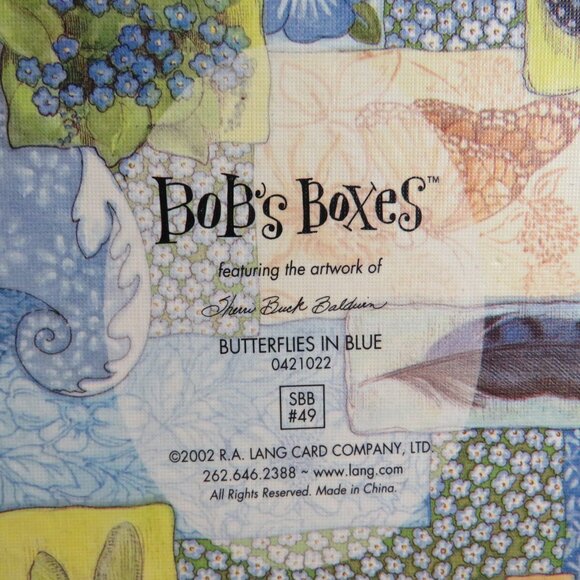 BOB'S BOXES™
featuring the artwork of
Sherri Buck Baldwin
BUTTERFLIES IN BLUE
0421022
SBB
#49
©2002 R.A. LANG CARD COMPANY, LTD.
262.646.2388 ~ www.lang.com
All Rights Reserved. Made in China.